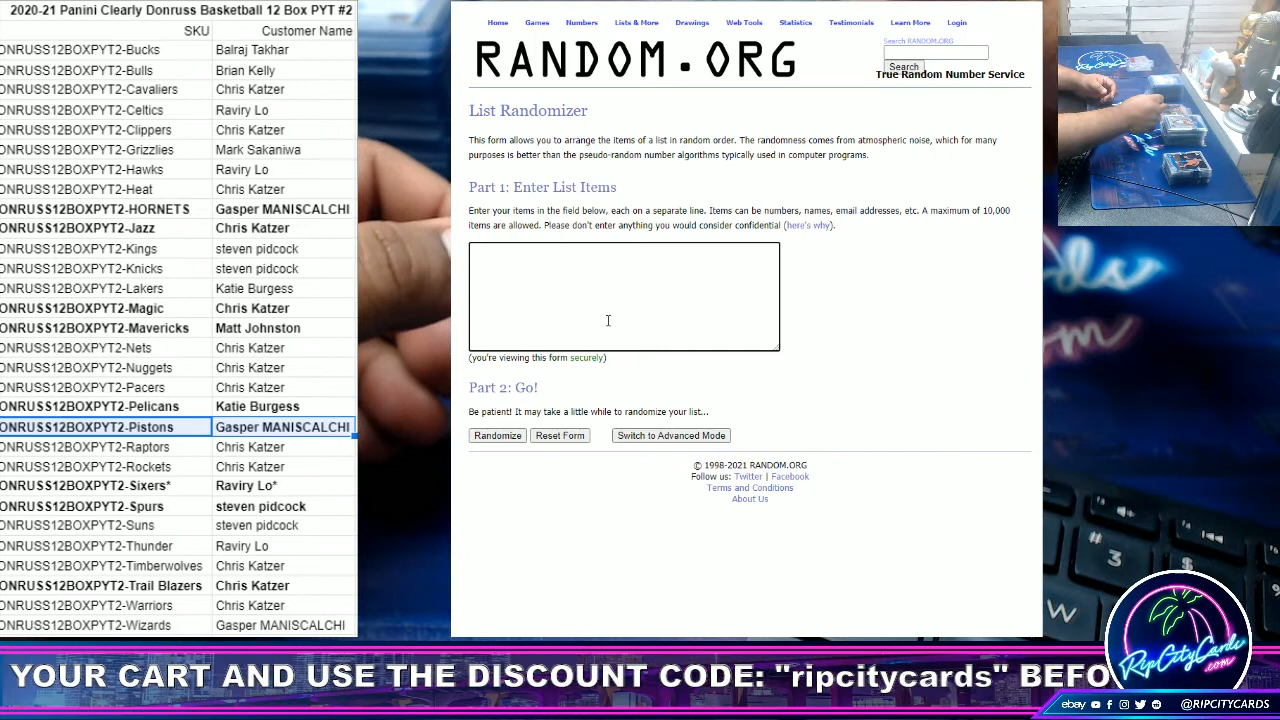 2020-21 Panini Clearly Donruss Basketball 12 Box PYT #2
SKU Customer Name
ONRUSS12BOXPYT2-Bucks Balraj Takhar
ONRUSS12BOXPYT2-Bulls Brian Kelly
ONRUSS12BOXPYT2-Cavaliers Chris Katzer
ONRUSS12BOXPYT2-Celtics Raviry Lo
ONRUSS12BOXPYT2-Clippers Chris Katzer
ONRUSS12BOXPYT2-Grizzlies Mark Sakaniwa
ONRUSS12BOXPYT2-Hawks Raviry Lo
ONRUSS12BOXPYT2-Heat Chris Katzer
ONRUSS12BOXPYT2-HORNETS Gasper MANISCALCHI
ONRUSS12BOXPYT2-Jazz Chris Katzer
ONRUSS12BOXPYT2-Kings steven pidcock
ONRUSS12BOXPYT2-Knicks steven pidcock
ONRUSS12BOXPYT2-Lakers Katie Burgess
ONRUSS12BOXPYT2-Magic Chris Katzer
ONRUSS12BOXPYT2-Mavericks Matt Johnston
ONRUSS12BOXPYT2-Nets Chris Katzer
ONRUSS12BOXPYT2-Nuggets Chris Katzer
ONRUSS12BOXPYT2-Pacers Chris Katzer
ONRUSS12BOXPYT2-Pelicans Katie Burgess
ONRUSS12BOXPYT2-Pistons Gasper MANISCALCHI
ONRUSS12BOXPYT2-Raptors Chris Katzer
ONRUSS12BOXPYT2-Rockets Chris Katzer
ONRUSS12BOXPYT2-Sixers* Raviry Lo*
ONRUSS12BOXPYT2-Spurs steven pidcock
ONRUSS12BOXPYT2-Suns steven pidcock
ONRUSS12BOXPYT2-Thunder Raviry Lo
ONRUSS12BOXPYT2-Timberwolves Chris Katzer
ONRUSS12BOXPYT2-Trail Blazers Chris Katzer
ONRUSS12BOXPYT2-Warriors Chris Katzer
ONRUSS12BOXPYT2-Wizards Gasper MANISCALCHI
Home Games Numbers Lists & More Drawings Web Tools Statistics Testimonials Learn More Login
RANDOM.ORG
Search RANDOM.ORG
Search
True Random Number Service
List Randomizer
This form allows you to arrange the items of a list in random order. The randomness comes from atmospheric noise, which for many
purposes is better than the pseudo-random number algorithms typically used in computer programs.
Part 1: Enter List Items
Enter your items in the field below, each on a separate line. Items can be numbers, names, email addresses, etc. A maximum of 10,000
items are allowed. Please don't enter anything you would consider confidential (here's why).
(you're viewing this form securely)
Part 2: Go!
Be patient! It may take a little while to randomize your list...
Randomize Reset Form Switch to Advanced Mode
© 1998-2021 RANDOM.ORG
Follow us: Twitter | Facebook
Terms and Conditions
About Us
#
3
W
YOUR CART AND USE THE DISCOUNT CODE: "ripcitycards" BEFO
RipCityCards
.com
ebay @RIPCITYCARDS